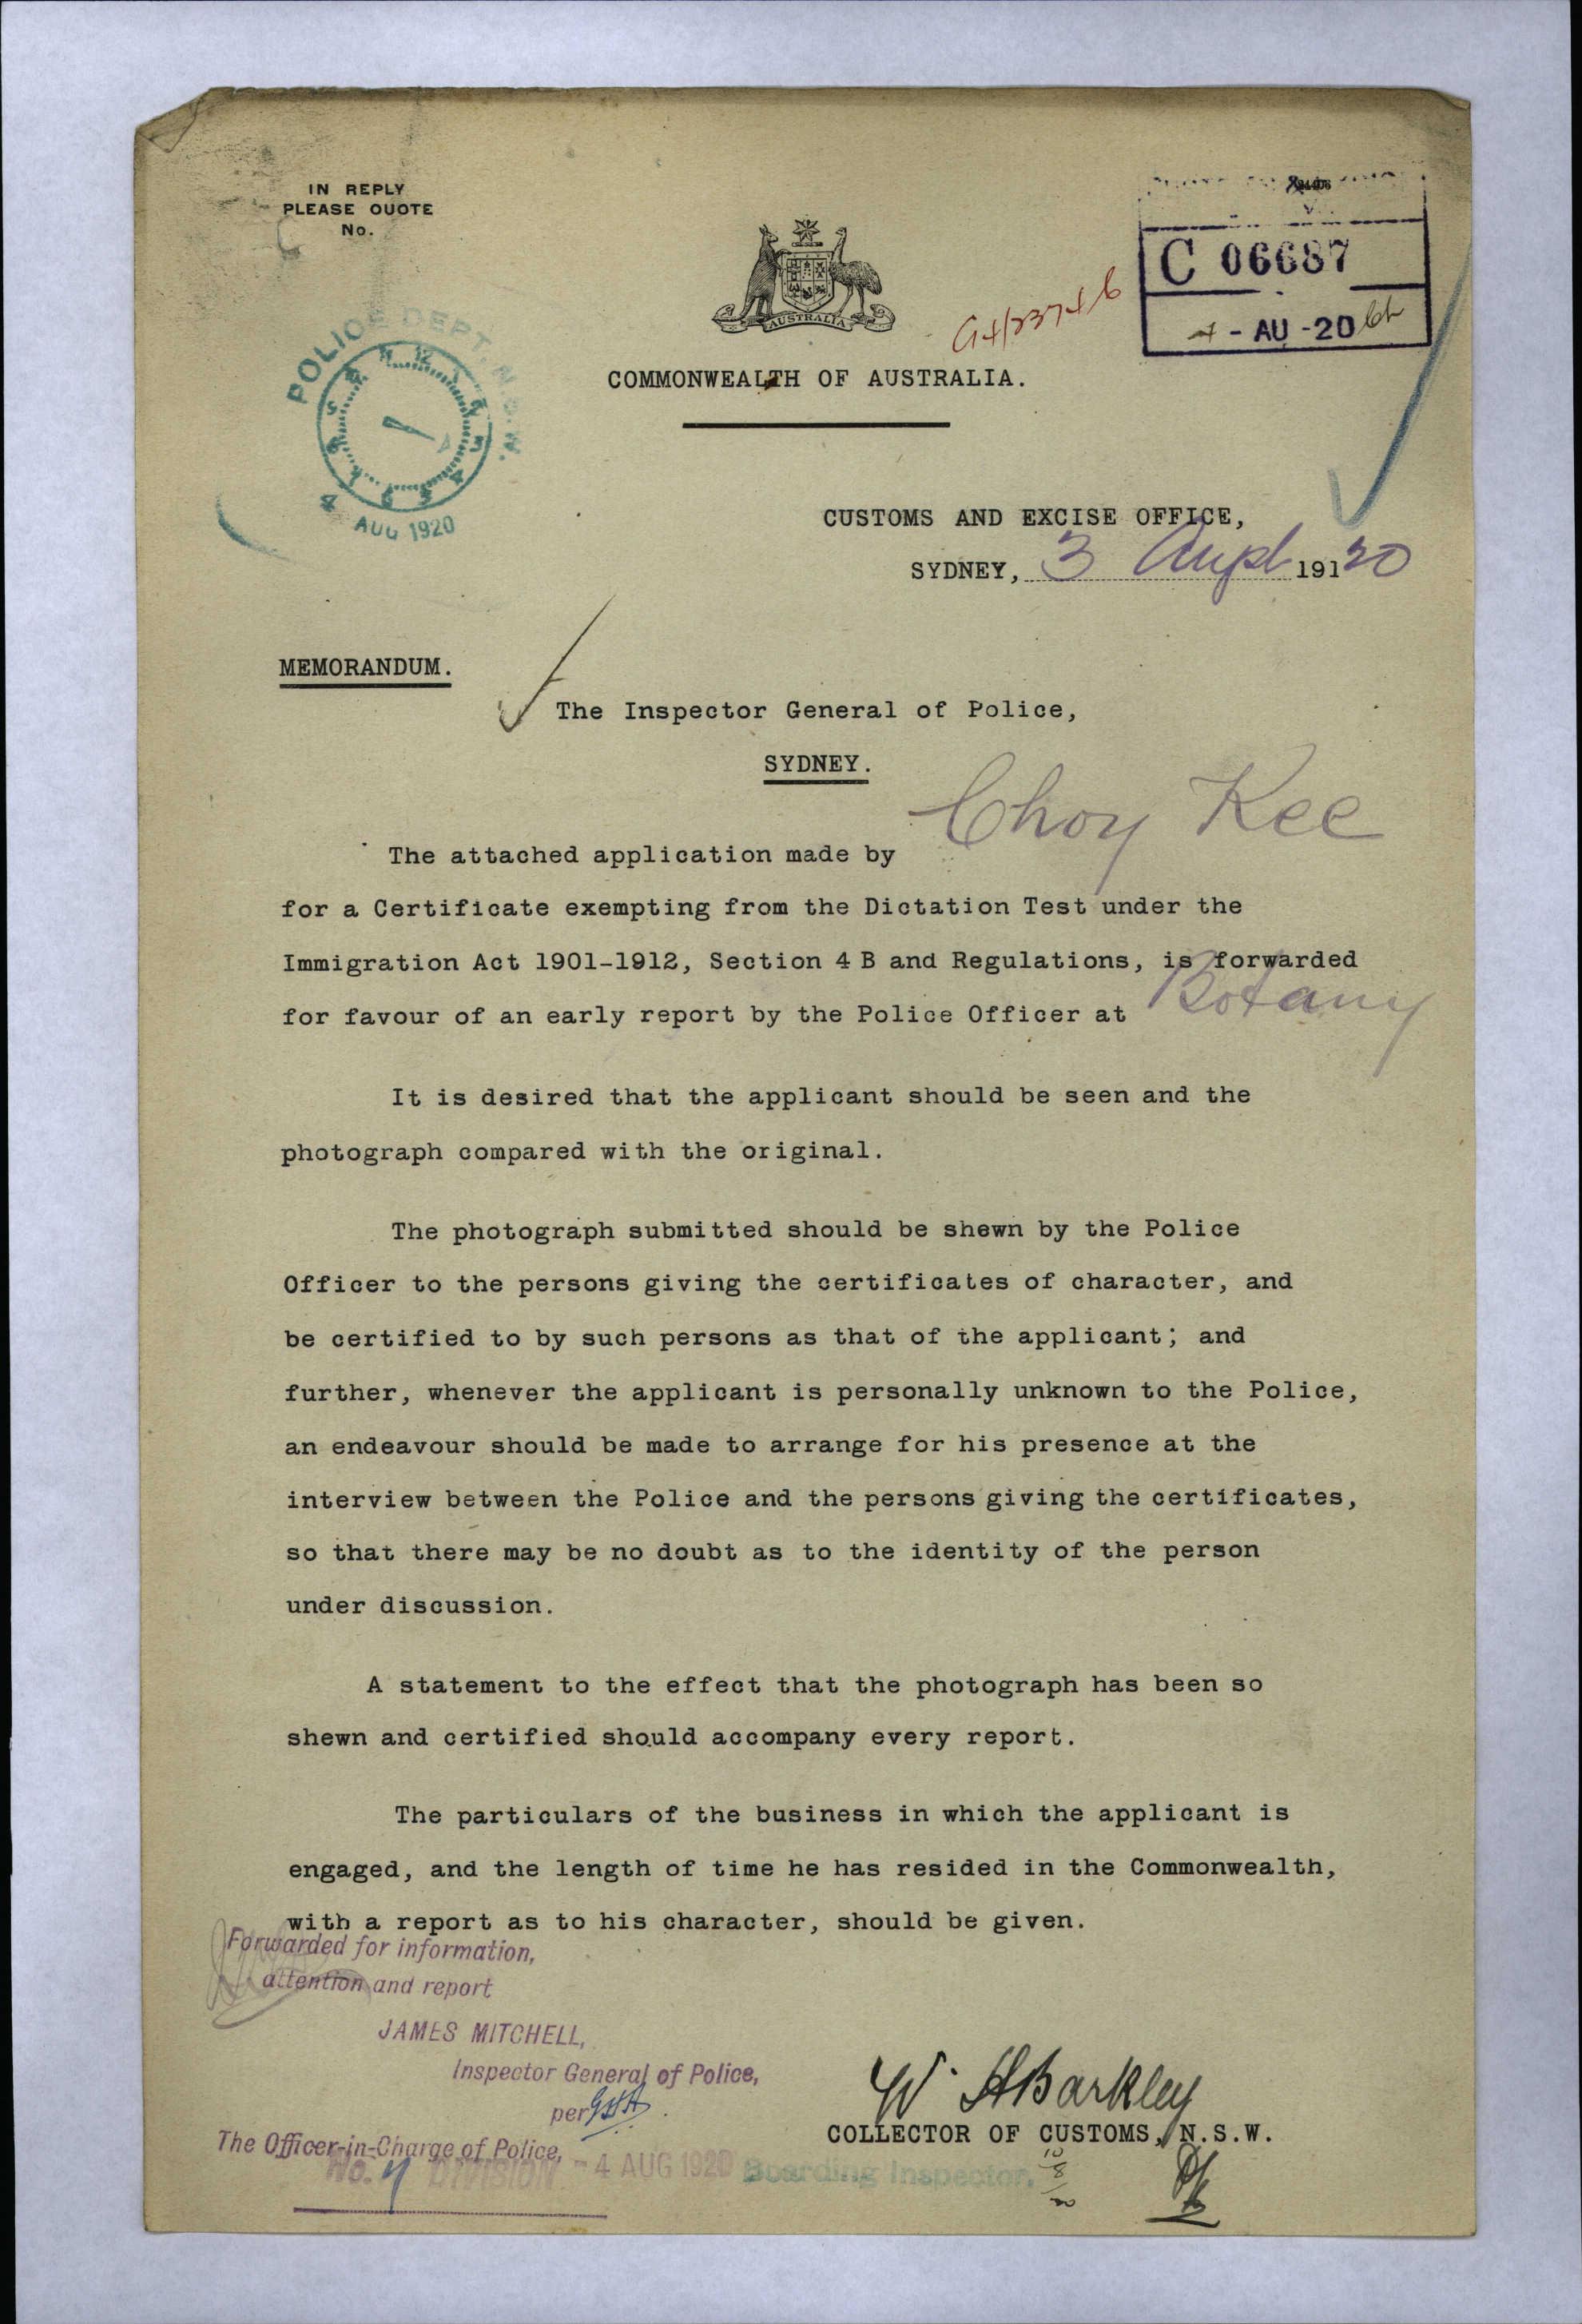 IN REPLY
PLEASE QUOTE
No.
C 06687
4 - AU - 20
POLICE DEPT. N.S.W.
AUG 1920
AUSTRALIA
COMMONWEALTH OF AUSTRALIA.
CUSTOMS AND EXCISE OFFICE,
SYDNEY, 3 Augt 19120
MEMORANDUM.
The Inspector General of Police,
SYDNEY.
The attached application made by Choy Kee
for a Certificate exempting from the Dictation Test under the
Immigration Act 1901-1912, Section 4 B and Regulations, is forwarded
for favour of an early report by the Police Officer at Botany
It is desired that the applicant should be seen and the
photograph compared with the original.
The photograph submitted should be shewn by the Police
Officer to the persons giving the certificates of character, and
be certified to by such persons as that of the applicant; and
further, whenever the applicant is personally unknown to the Police,
an endeavour should be made to arrange for his presence at the
interview between the Police and the persons giving the certificates,
so that there may be no doubt as to the identity of the person
under discussion.
A statement to the effect that the photograph has been so
shewn and certified should accompany every report.
The particulars of the business in which the applicant is
engaged, and the length of time he has resided in the Commonwealth,
with a report as to his character, should be given.
Forwarded for information,
attention and report
JAMES MITCHELL,
Inspector General of Police,
per
W. H Barkley
COLLECTOR OF CUSTOMS, N.S.W.
The Officer-in-Charge of Police,
No. 4 DIVISION - 4 AUG 1920 Boarding Inspector.
10/8/20